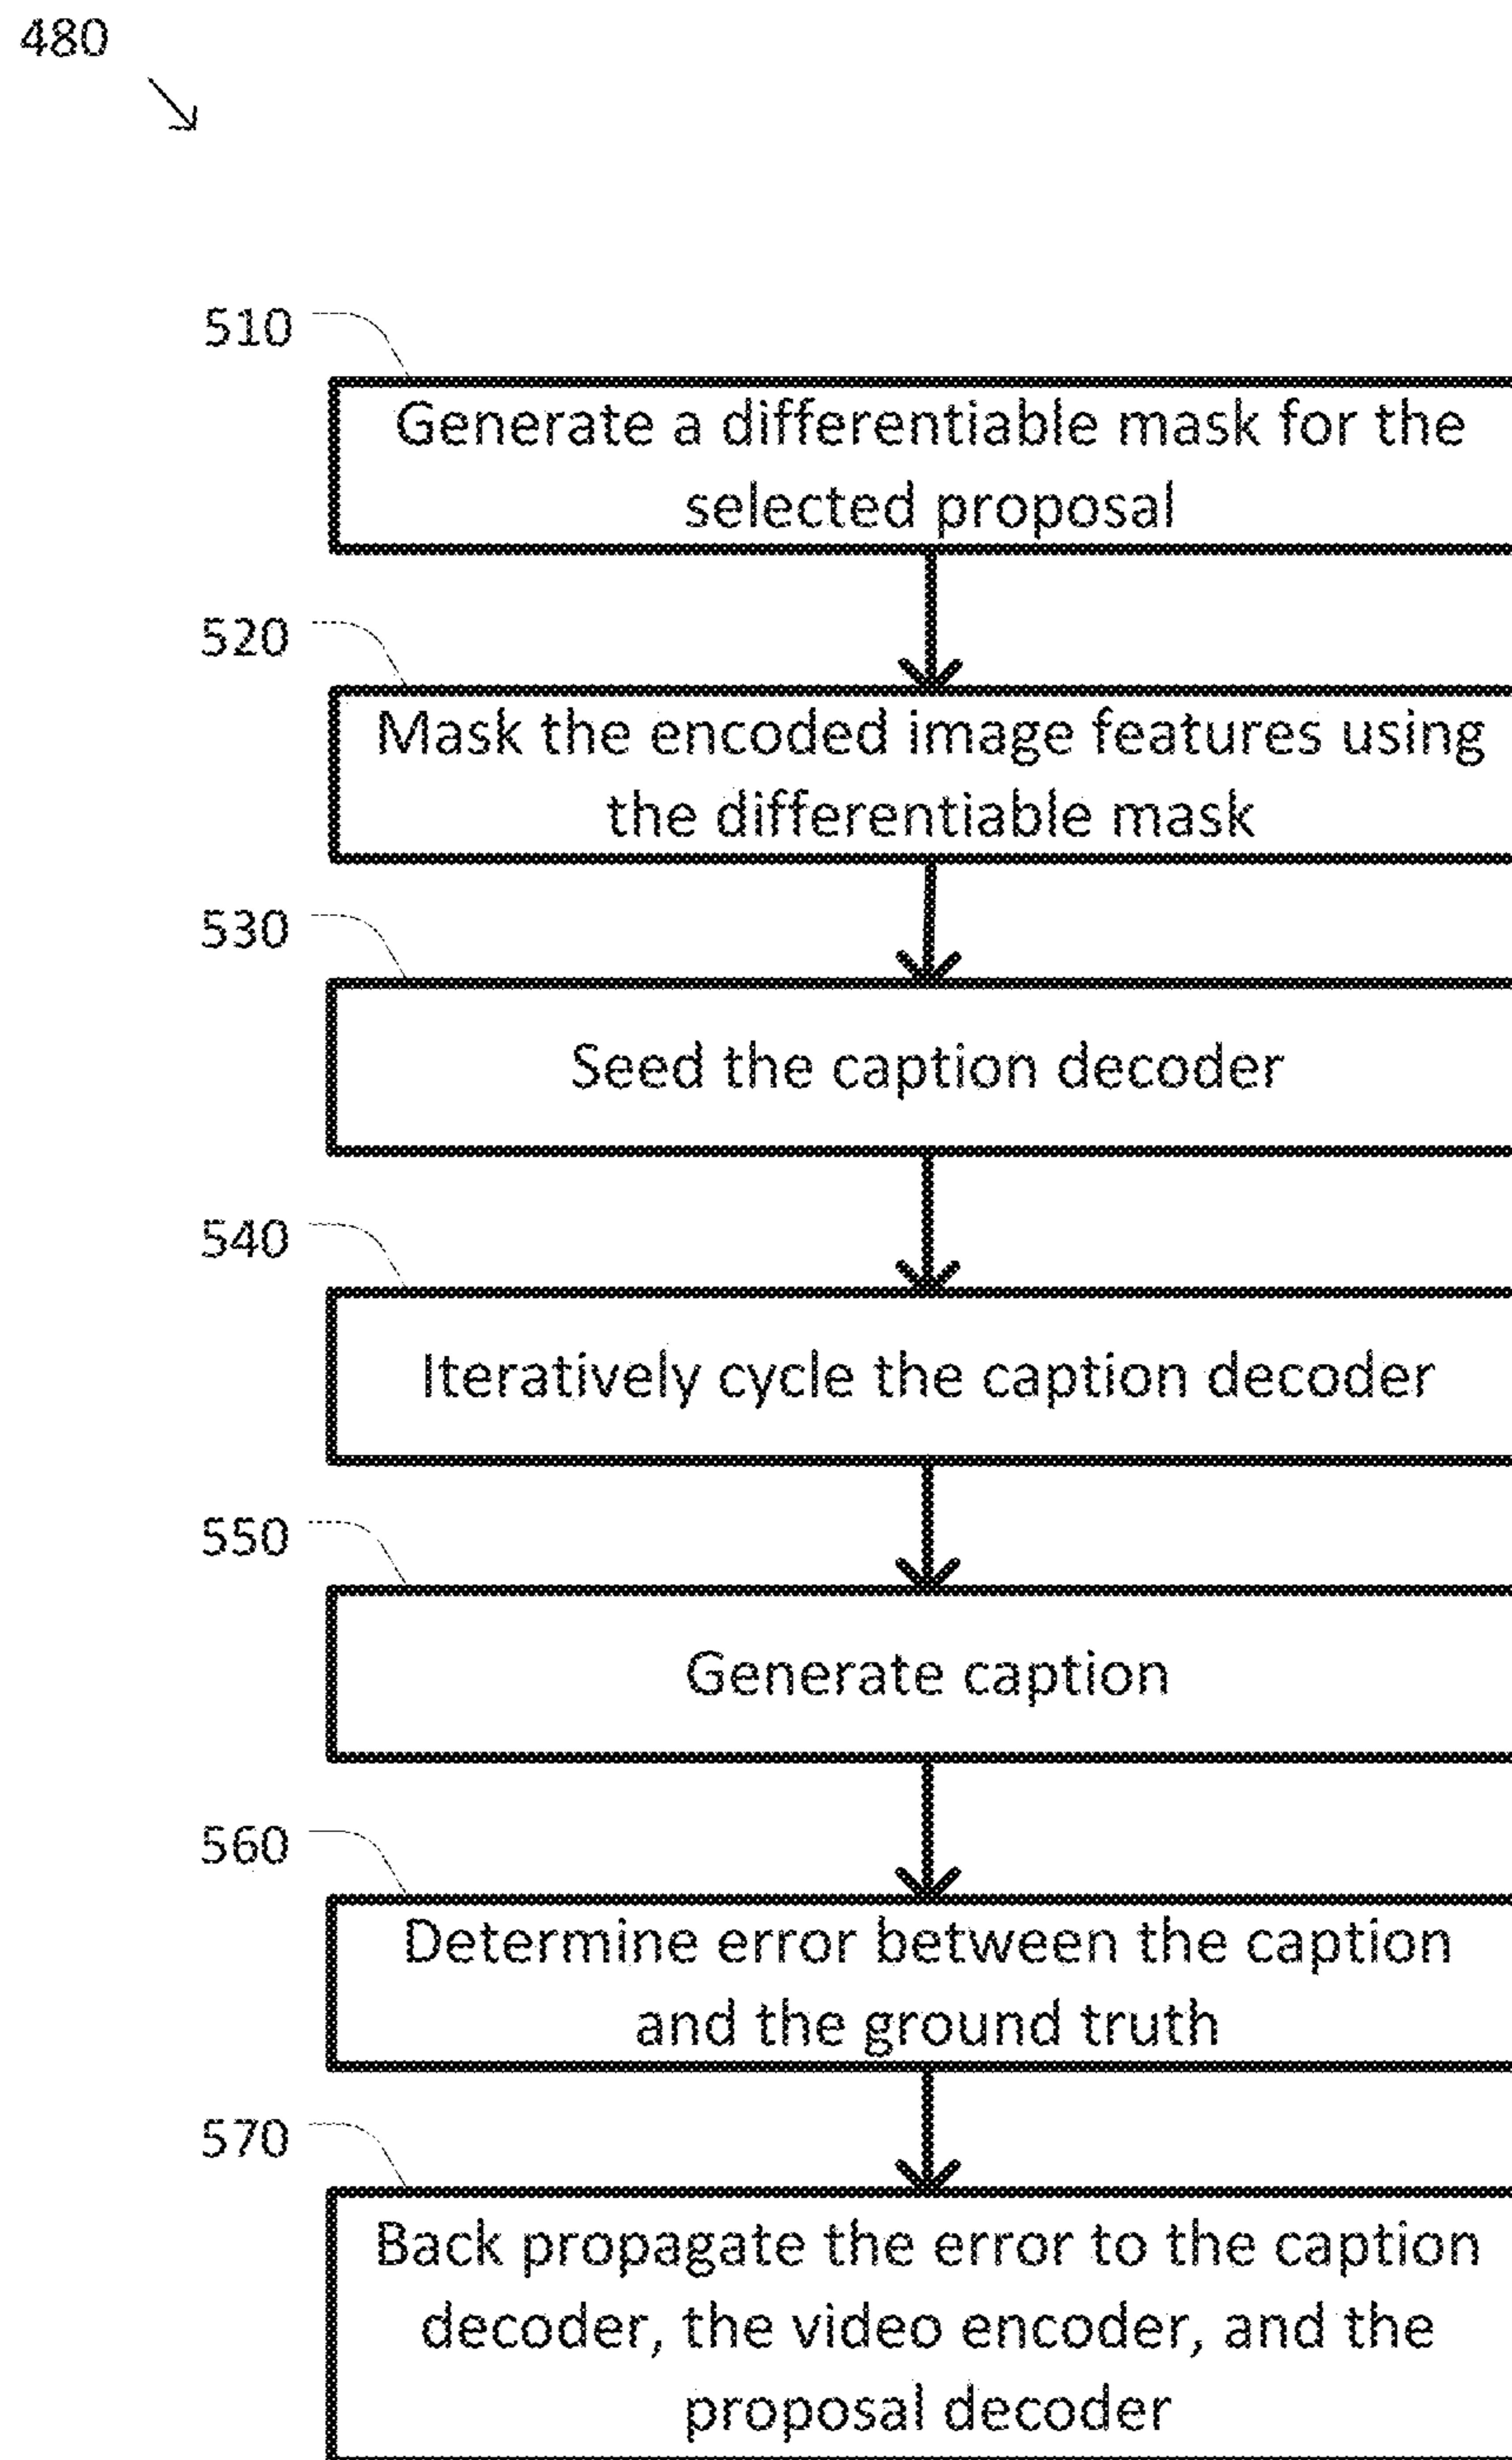 480
510
Generate a differentiable mask for the
selected proposal
520
Mask the encoded image features using
the differentiable mask
530
Seed the caption decoder
540
Iteratively cycle the caption decoder
550
Generate caption
560
Determine error between the caption
and the ground truth
570
Back propagate the error to the caption
decoder, the video encoder, and the
proposal decoder